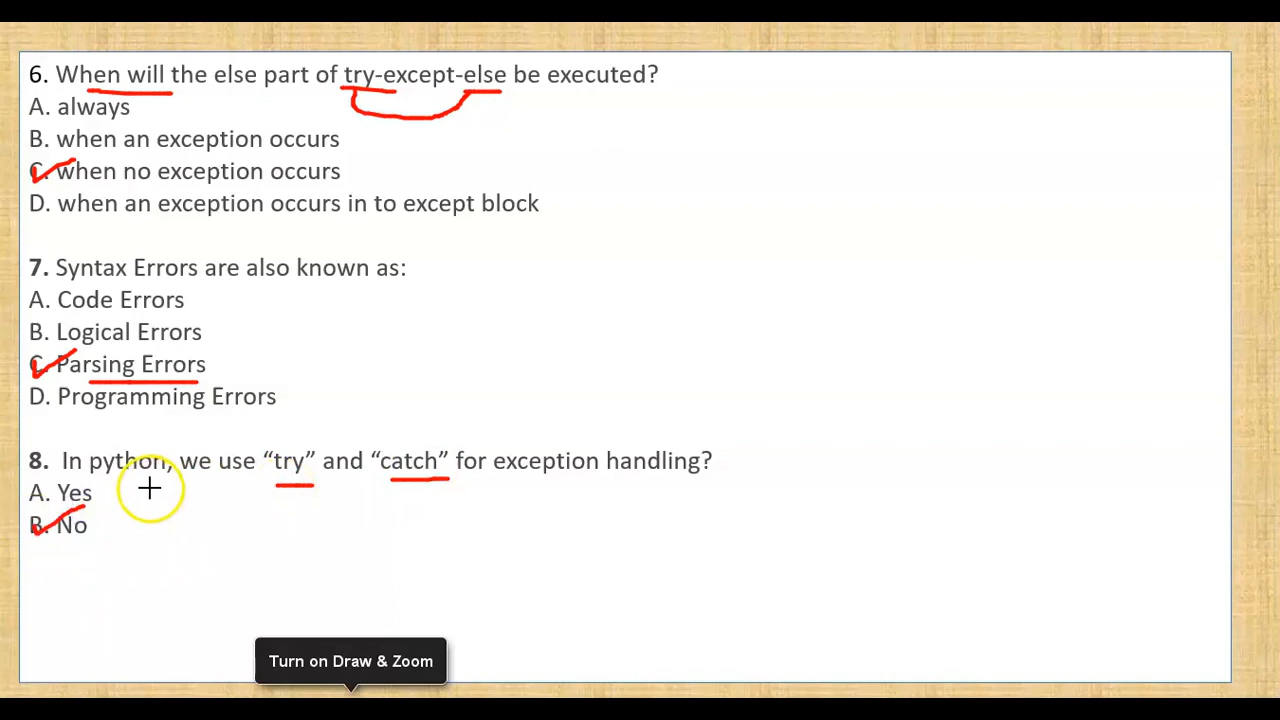 6. When will the else part of try-except-else be executed?
A. always
B. when an exception occurs
C. when no exception occurs
D. when an exception occurs in to except block
7. Syntax Errors are also known as:
A. Code Errors
B. Logical Errors
C. Parsing Errors
D. Programming Errors
8. In python, we use “try” and “catch” for exception handling?
A. Yes
B. No
Turn on Draw & Zoom